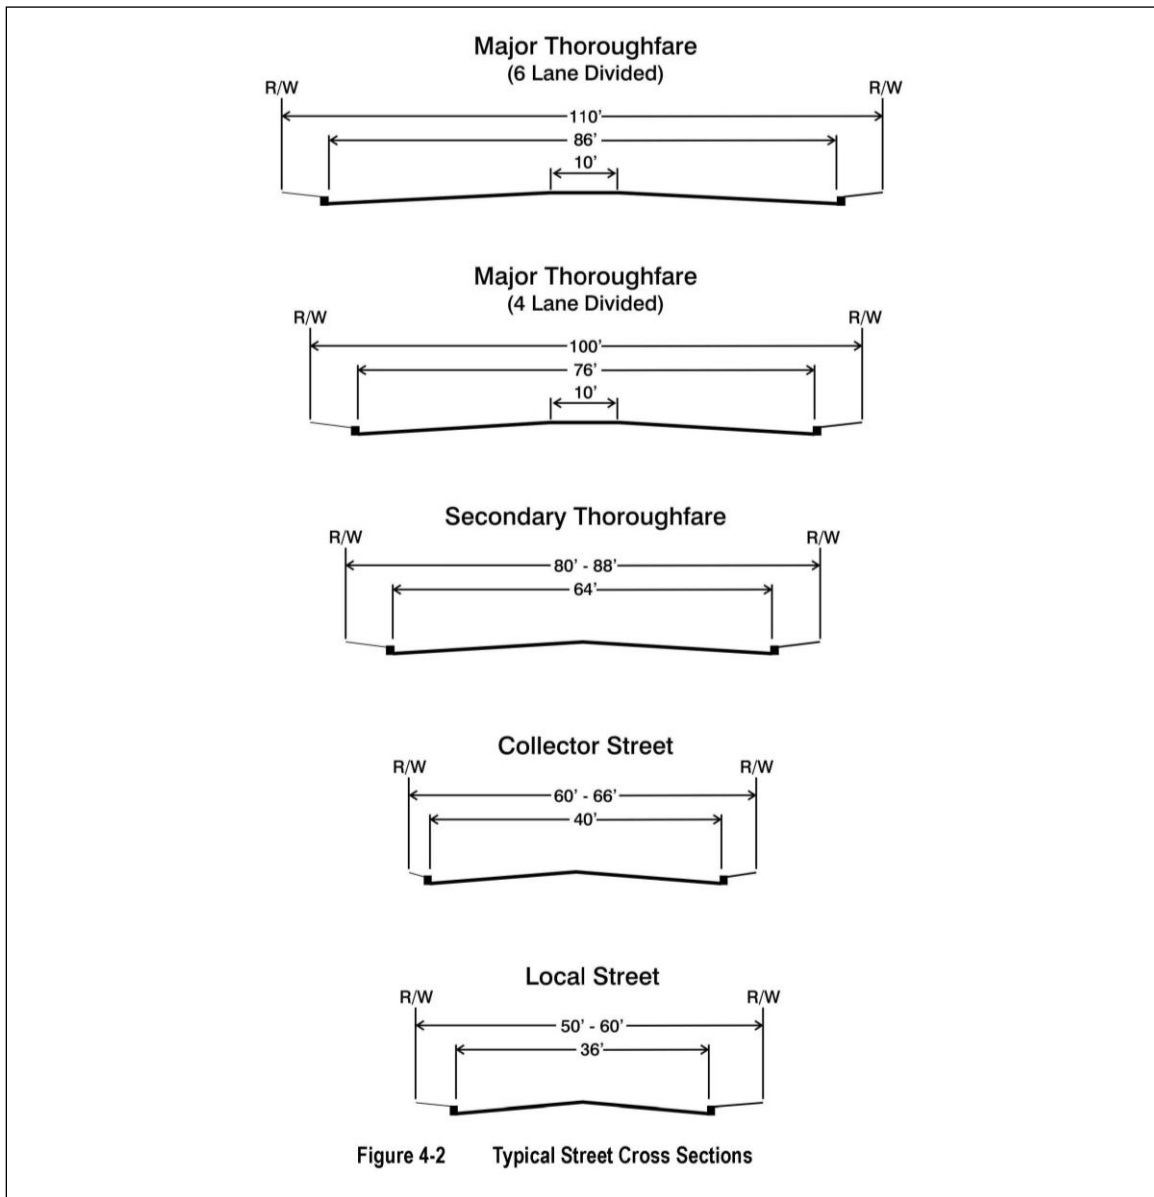 Major Thoroughfare
(6 Lane Divided)
R/W R/W
110’
86’
10’
Major Thoroughfare
(4 Lane Divided)
R/W R/W
100’
76’
10’
Secondary Thoroughfare
R/W R/W
80’ - 88’
64’
Collector Street
R/W R/W
60’ - 66’
40’
Local Street
R/W R/W
50’ - 60’
36’
Figure 4-2 Typical Street Cross Sections